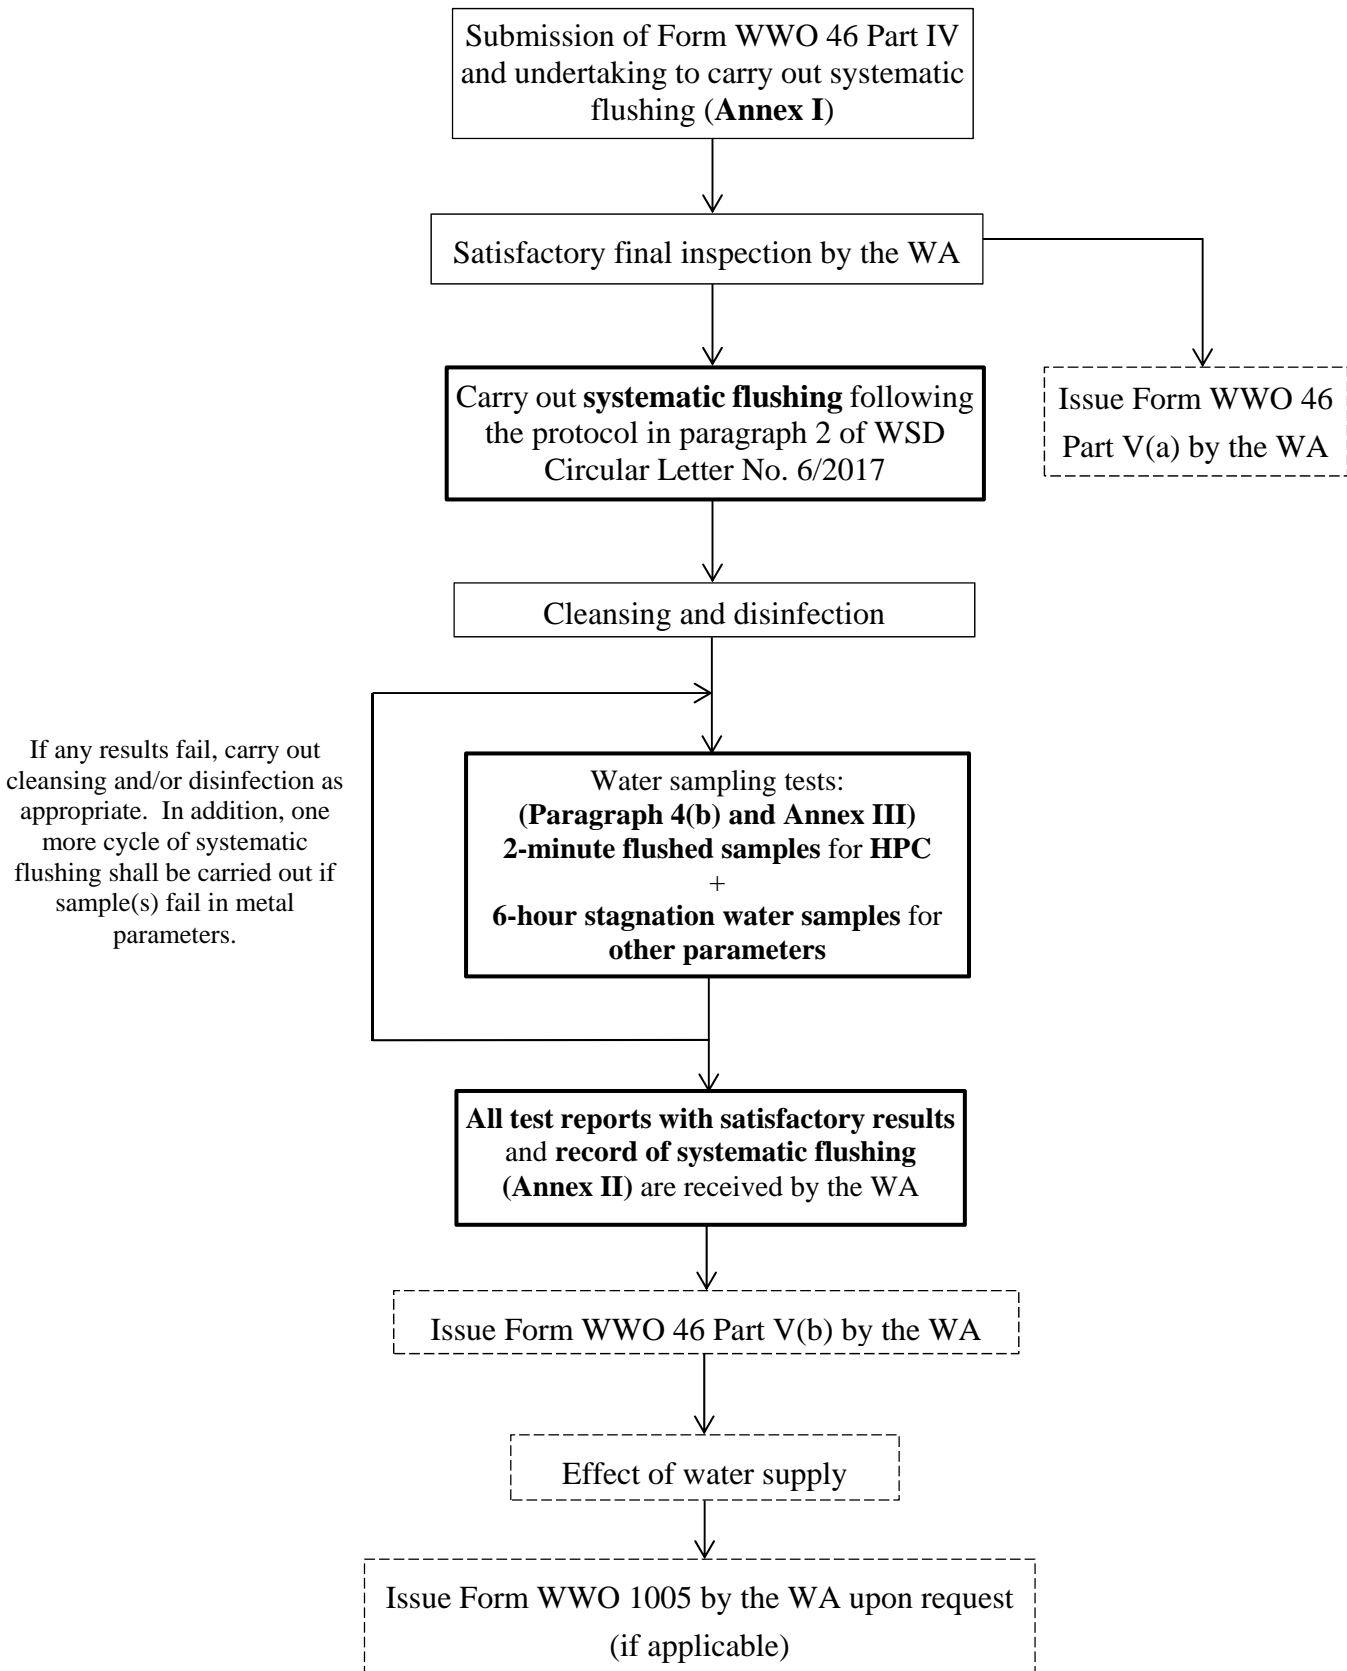 Submission of Form WWO 46 Part IV
and undertaking to carry out systematic
flushing (Annex I)
Satisfactory final inspection by the WA
Carry out systematic flushing following
the protocol in paragraph 2 of WSD
Circular Letter No. 6/2017
Issue Form WWO 46
Part V(a) by the WA
Cleansing and disinfection
If any results fail, carry out
cleansing and/or disinfection as
appropriate.  In addition, one
more cycle of systematic
flushing shall be carried out if
sample(s) fail in metal
parameters.
Water sampling tests:
(Paragraph 4(b) and Annex III)
2-minute flushed samples for HPC
+
6-hour stagnation water samples for
other parameters
All test reports with satisfactory results
and record of systematic flushing
(Annex II) are received by the WA
Issue Form WWO 46 Part V(b) by the WA
Effect of water supply
Issue Form WWO 1005 by the WA upon request
(if applicable)